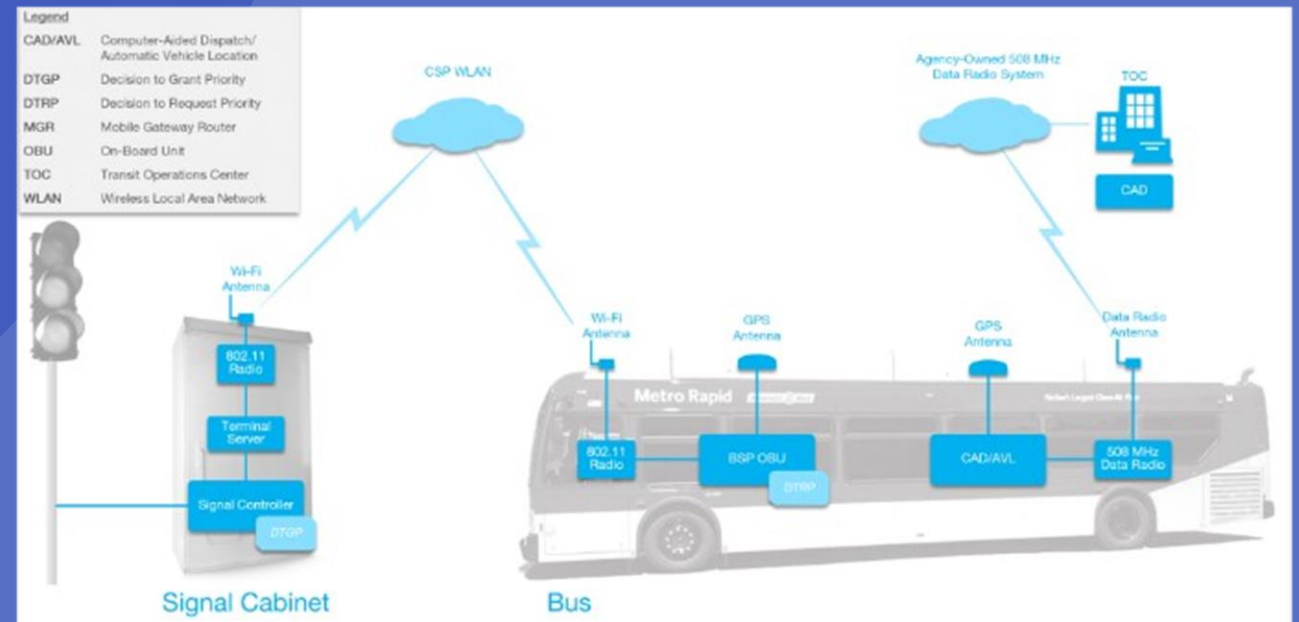 Legend
CAD/AVL Computer-Aided Dispatch/
Automatic Vehicle Location
DTGP Decision to Grant Priority
DTRP Decision to Request Priority
MGR Mobile Gateway Router
OBU On-Board Unit
TOC Transit Operations Center
WLAN Wireless Local Area Network
CSP WLAN
Agency-Owned 508 MHz
Data Radio System
TOC
CAD
Wi-Fi
Antenna
802.11
Radio
Terminal
Server
Signal Controller
DTGP
Signal Cabinet
Wi-Fi
Antenna
GPS
Antenna
GPS
Antenna
Data Radio
Antenna
Metro Rapid
802.11
Radio
BSP OBU
DTRP
CAD/AVL
508 MHz
Data Radio
Bus